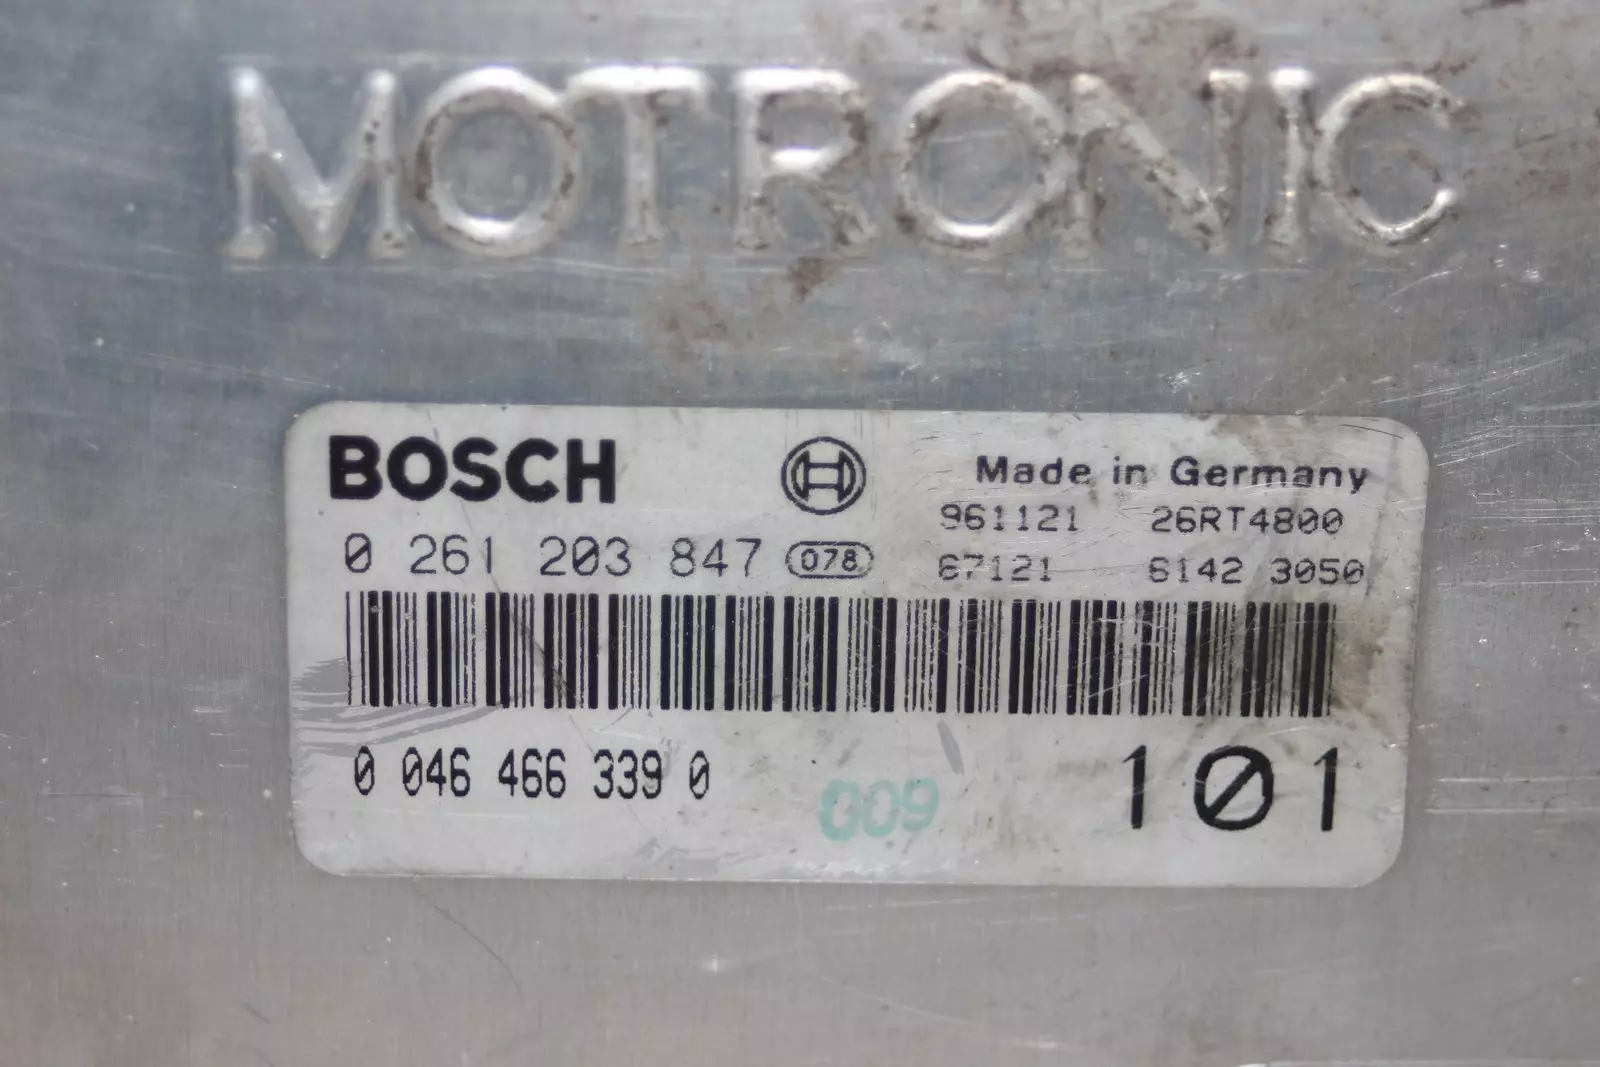 MOTRONIC
BOSCH
Made in Germany
961121 26RT4800
0 261 203 847 078
67121 6142 3050
0 046 466 339 0
009
101